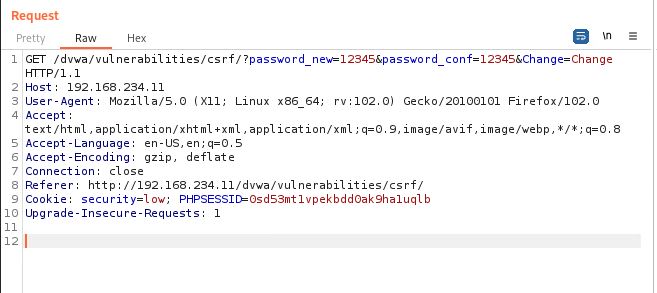 Request
Pretty Raw Hex \n
1 GET /dvwa/vulnerabilities/csrf/?password_new=12345&password_conf=12345&Change=Change
HTTP/1.1
2 Host: 192.168.234.11
3 User-Agent: Mozilla/5.0 (X11; Linux x86_64; rv:102.0) Gecko/20100101 Firefox/102.0
4 Accept:
text/html,application/xhtml+xml,application/xml;q=0.9,image/avif,image/webp,*/*;q=0.8
5 Accept-Language: en-US,en;q=0.5
6 Accept-Encoding: gzip, deflate
7 Connection: close
8 Referer: http://192.168.234.11/dvwa/vulnerabilities/csrf/
9 Cookie: security=low; PHPSESSID=0sd53mt1vpekbdd0ak9ha1uqlb
10 Upgrade-Insecure-Requests: 1
11
12